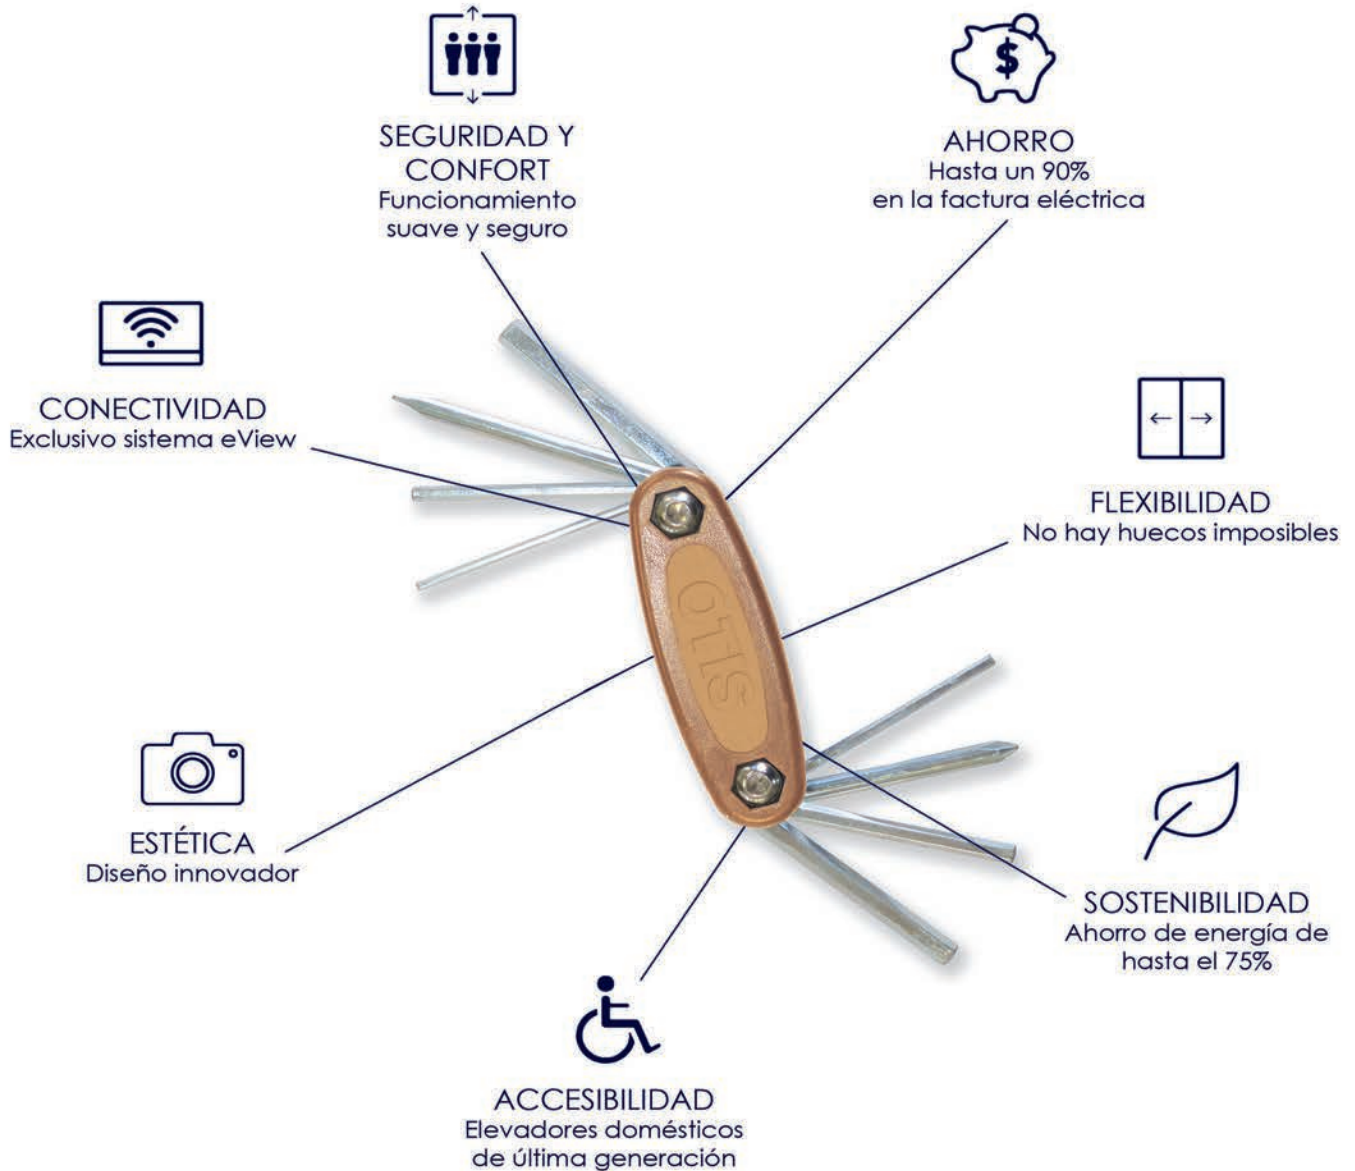 SEGURIDAD Y
CONFORT
Funcionamiento
suave y seguro
$
AHORRO
Hasta un 90%
en la factura eléctrica
CONECTIVIDAD
Exclusivo sistema eView
FLEXIBILIDAD
No hay huecos imposibles
OTIS
ESTÉTICA
Diseño innovador
SOSTENIBILIDAD
Ahorro de energía de
hasta el 75%
ACCESIBILIDAD
Elevadores domésticos
de última generación